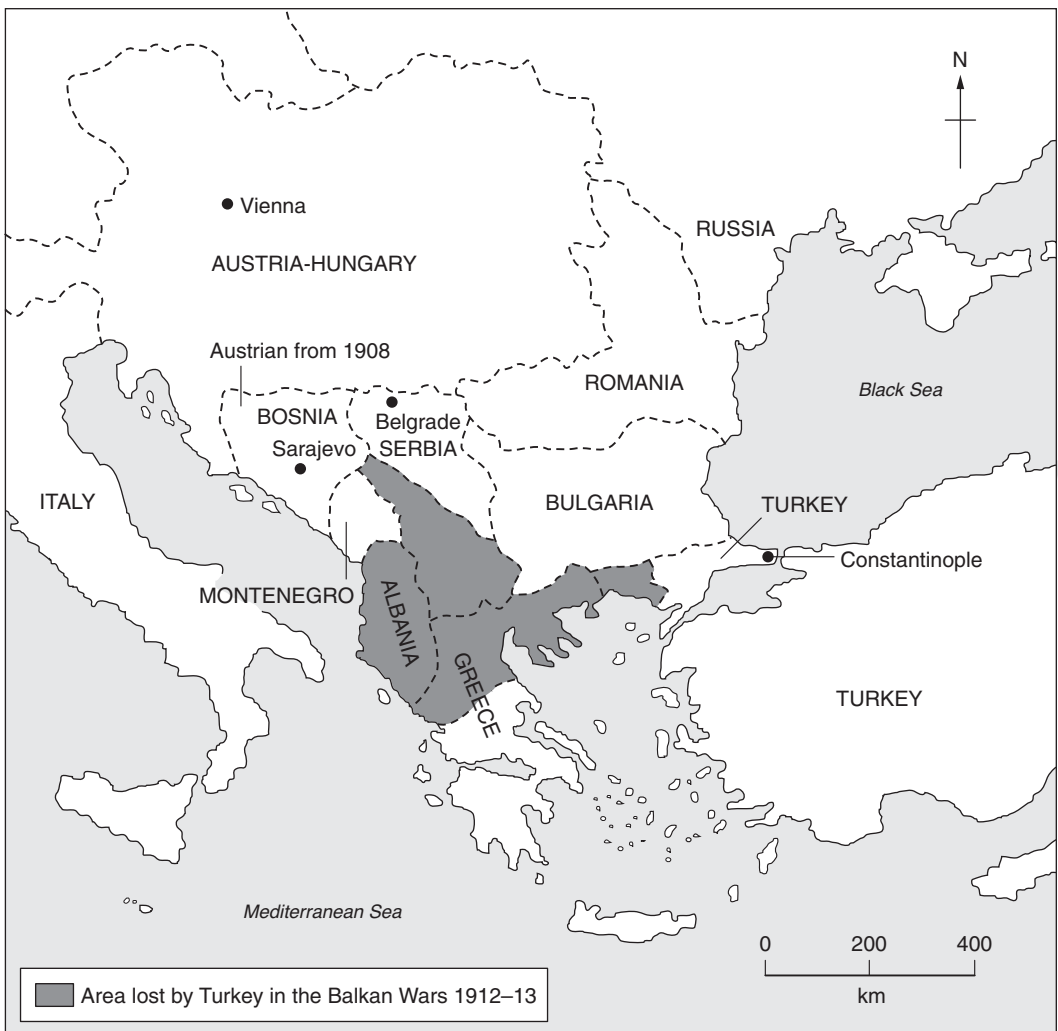 N
Vienna
RUSSIA
AUSTRIA-HUNGARY
Austrian from 1908
ROMANIA
Black Sea
BOSNIA
Belgrade
Sarajevo
SERBIA
ITALY
BULGARIA
TURKEY
Constantinople
MONTENEGRO
ALBANIA
GREECE
TURKEY
Mediterranean Sea
0 200 400
km
Area lost by Turkey in the Balkan Wars 1912–13